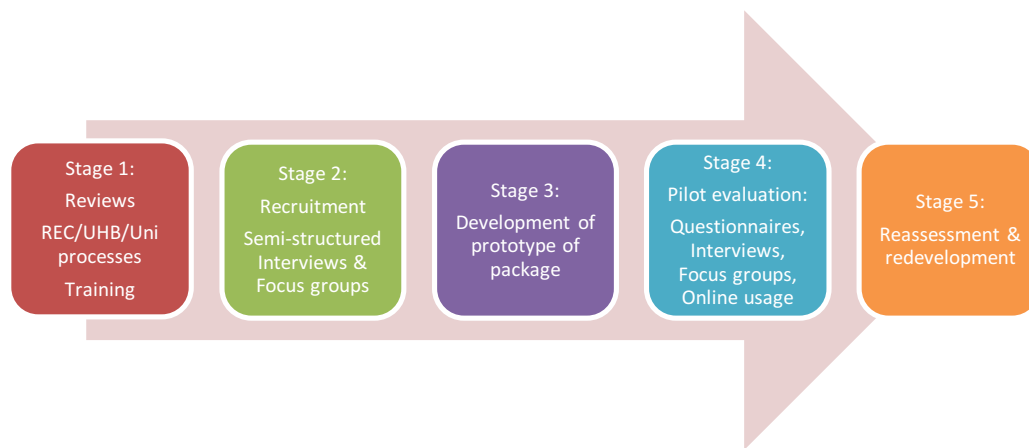 Stage 1:
Reviews
REC/UHB/Uni
processes
Training
Stage 2:
Recruitment
Semi-structured
Interviews &
Focus groups
Stage 3:
Development of
prototype of
package
Stage 4:
Pilot evaluation:
Questionnaires,
Interviews,
Focus groups,
Online usage
Stage 5:
Reassessment &
redevelopment